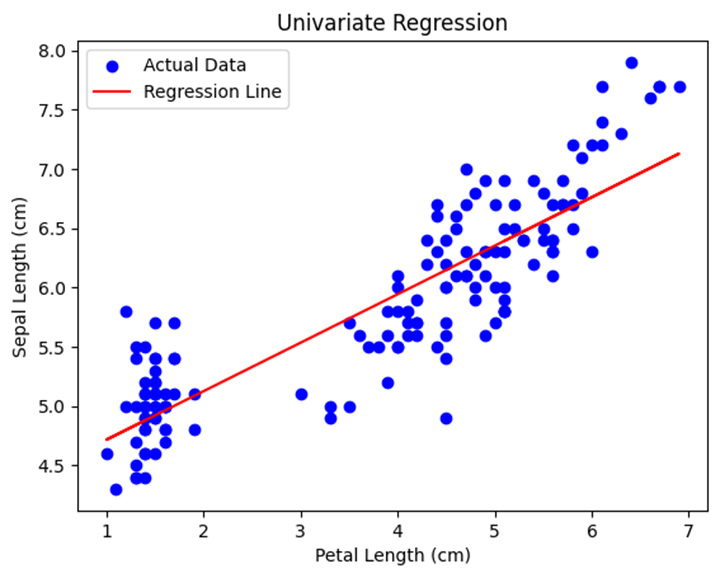 Univariate Regression
Actual Data
Regression Line
8.0
7.5
7.0
6.5
6.0
5.5
5.0
4.5
Sepal Length (cm)
1 2 3 4 5 6 7
Petal Length (cm)